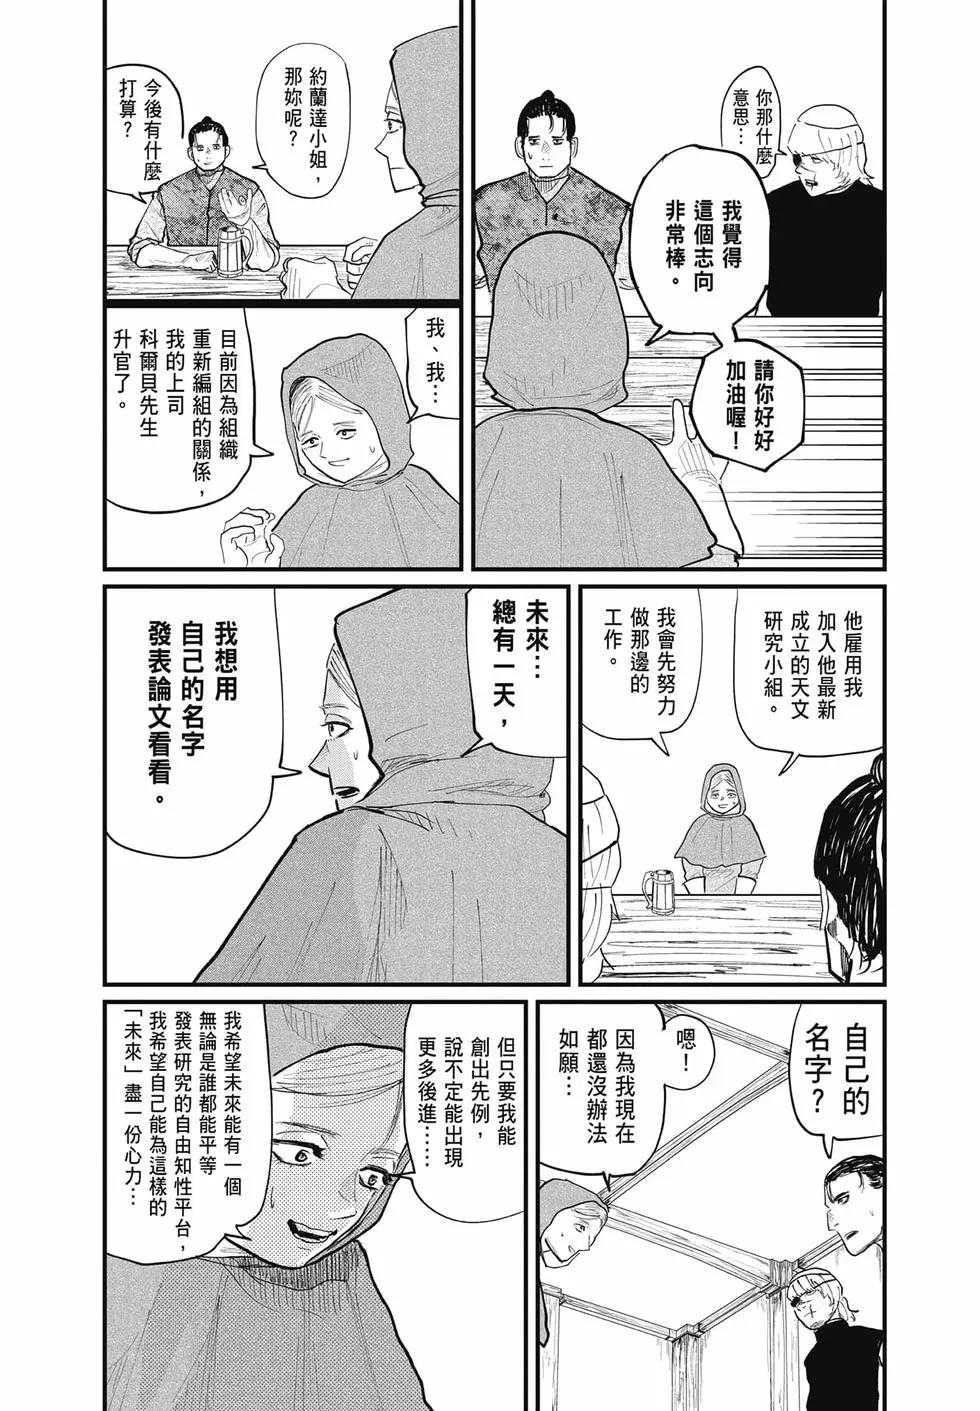 你那什麼
意思…
我覺得
這個志向
非常棒。
請你好好
加油喔！
約蘭達小姐，
那妳呢？
今後有什麼
打算？
我、我…
目前因為組織
重新編組的關係，
我的上司
科爾貝先生
升官了。
他雇用我
加入他最新
成立的天文
研究小組。
我會先努力
做那邊的
工作。
未來…
總有一天，
我想用
自己的名字
發表論文看看。
自己的
名字？
嗯！
因為我現在
都還沒辦法
如願…
但只要我能
創出先例，
說不定能出現
更多後進……
我希望未來能有一個
無論是誰都能平等
發表研究的自由知性平台，
我希望自己能為這樣的
「未來」盡一份心力…